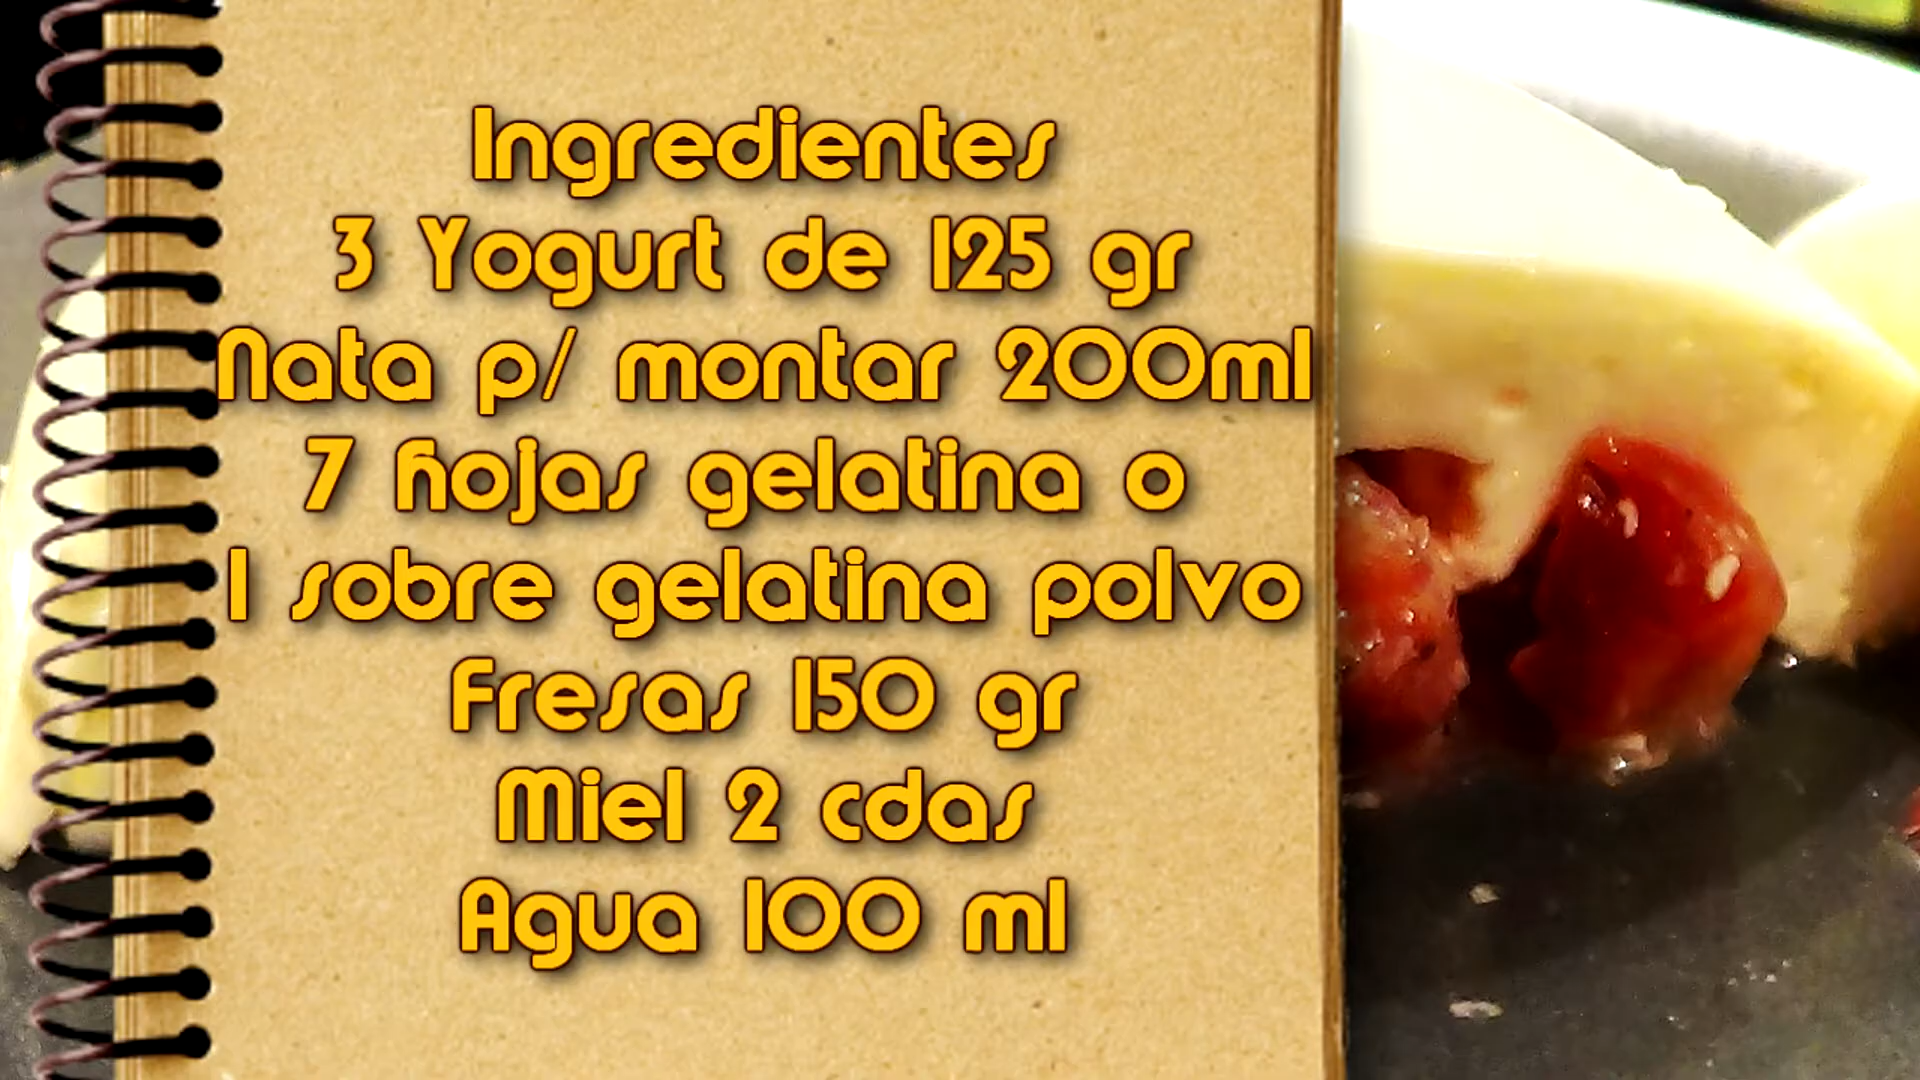 Ingredientes
3 Yogurt de 125 gr
Nata p/ montar 200ml
7 hojas gelatina o
1 sobre gelatina polvo
Fresas 150 gr
Miel 2 cdas
Agua 100 ml